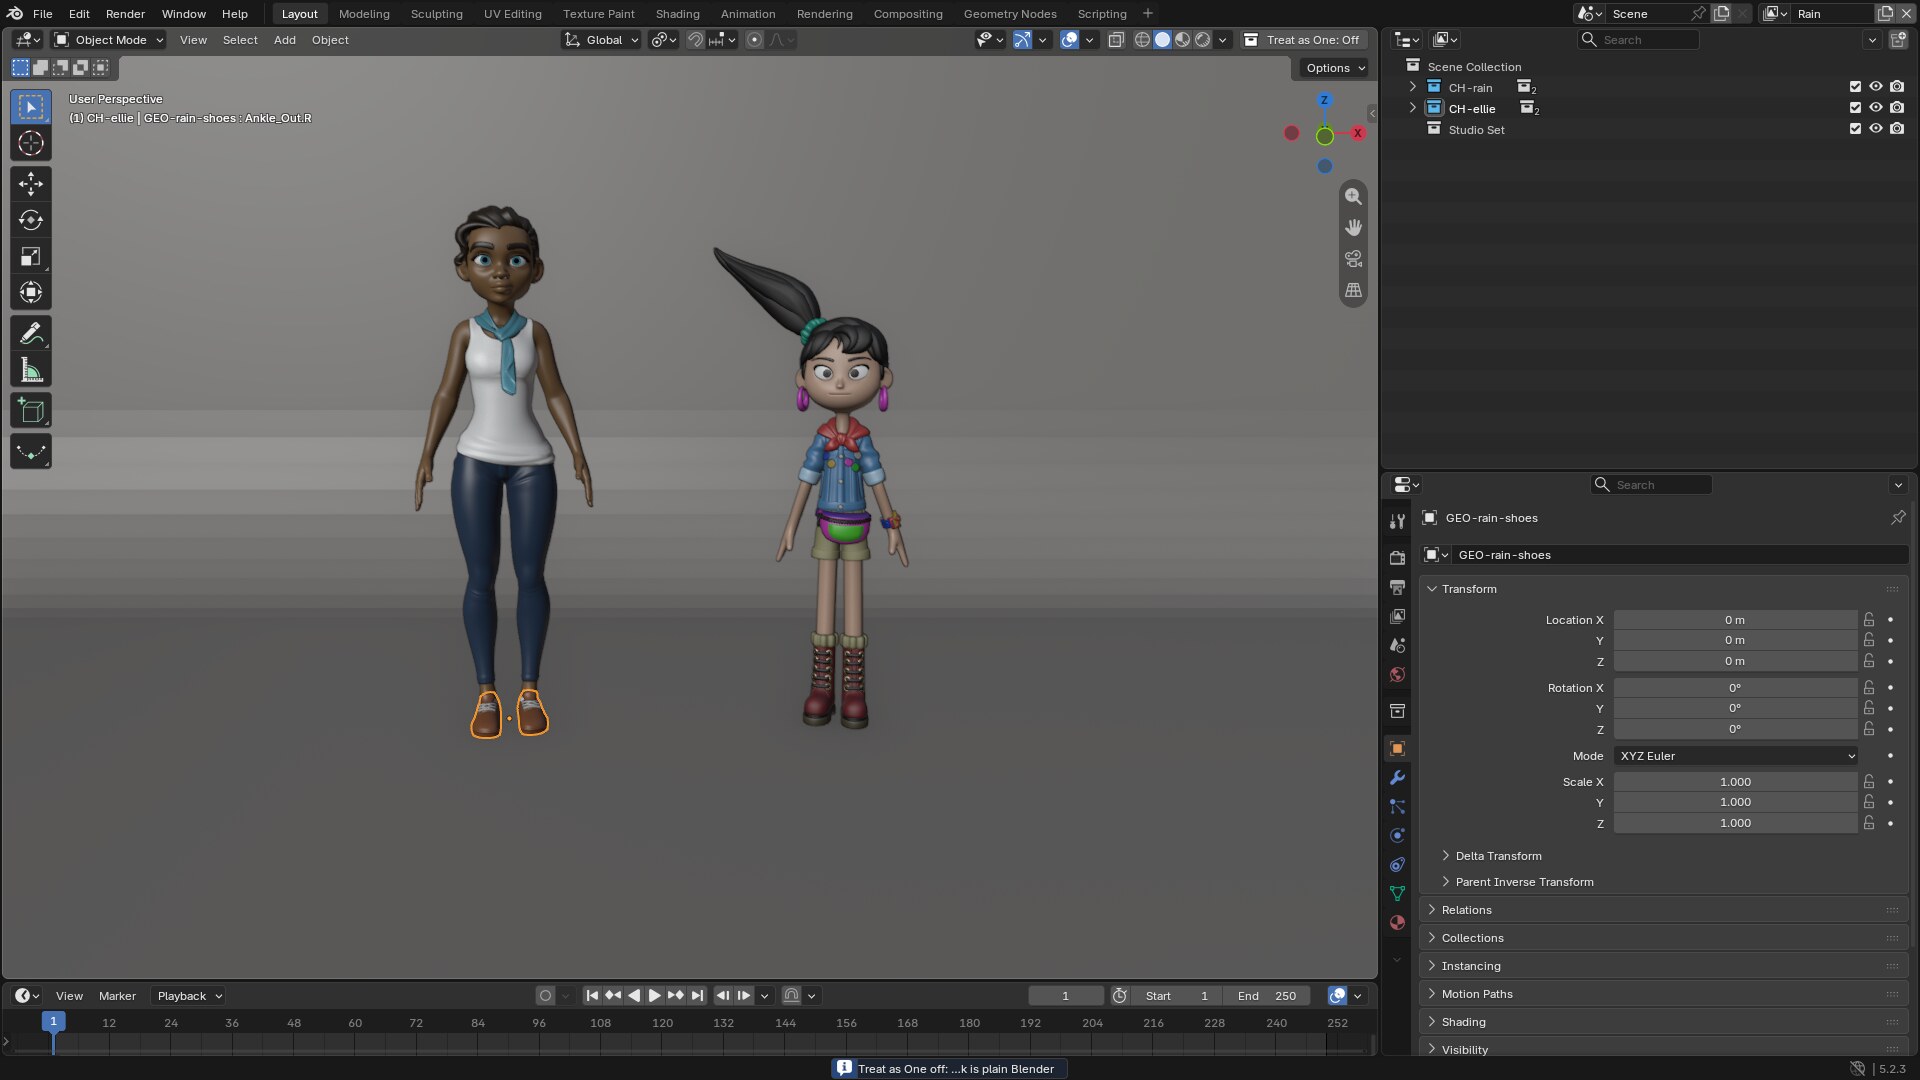 File Edit Render Window Help Layout Modeling Sculpting UV Editing Texture Paint Shading Animation Rendering Compositing Geometry Nodes Scripting + Scene Rain
Object Mode View Select Add Object Global Treat as One: Off Search
Options
User Perspective
(1) CH-ellie | GEO-rain-shoes : Ankle_Out.R
Z
X
Scene Collection
CH-rain 2
CH-ellie 2
Studio Set
Search
GEO-rain-shoes
GEO-rain-shoes
Transform
Location X 0 m
Y 0 m
Z 0 m
Rotation X 0°
Y 0°
Z 0°
Mode XYZ Euler
Scale X 1.000
Y 1.000
Z 1.000
Delta Transform
Parent Inverse Transform
Relations
Collections
Instancing
Motion Paths
Shading
Visibility
View Marker Playback 1 Start 1 End 250
1 12 24 36 48 60 72 84 96 108 120 132 144 156 168 180 192 204 216 228 240 252
Treat as One off: ...k is plain Blender 5.2.3